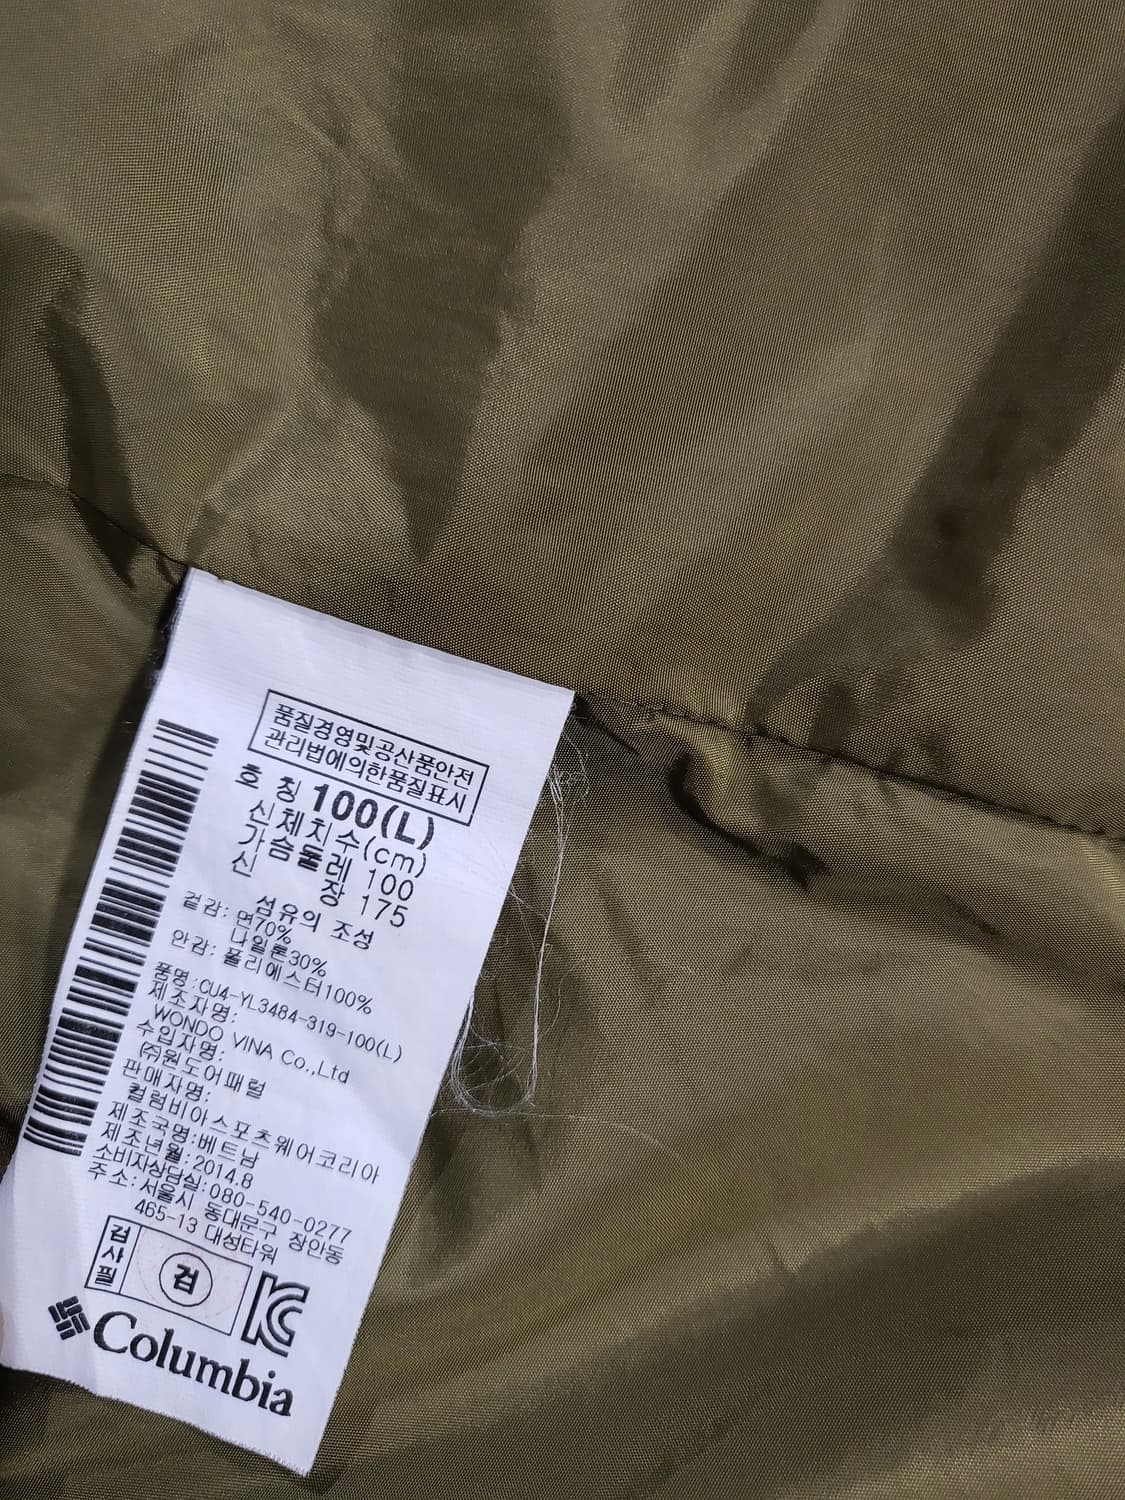 품질경영및공산품안전
관리법에의한품질표시
호 칭 100(L)
신체치수(cm)
가슴둘레 100
신 장 175
섬유의 조성
겉감: 면70%
나일론30%
안감: 폴리에스터100%
품명:CU4-YL3484-319-100(L)
제조자명:
WONDO VINA Co.,Ltd
수입자명:
(주)원도어패럴
판매자명:
컬럼비아스포츠웨어코리아
제조국명:베트남
제조년월:2014.8
소비자상담실:080-540-0277
주소:서울시 동대문구 장안동
465-13 대성타워
검사필
검
KC
Columbia